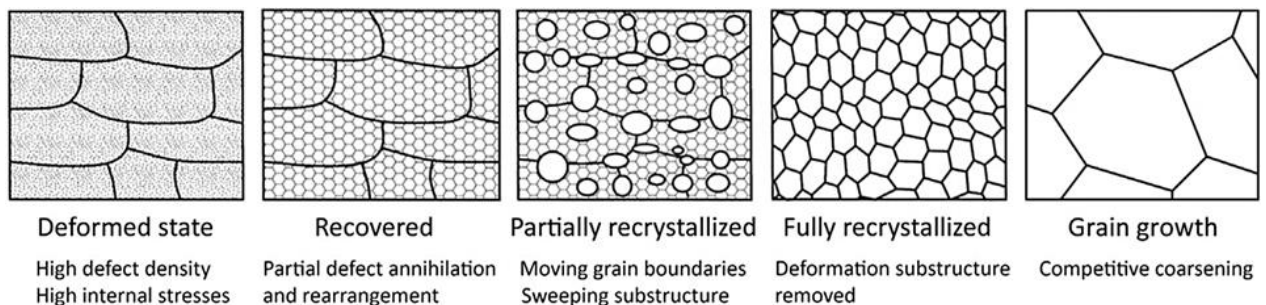 Deformed state
High defect density
High internal stresses
Recovered
Partial defect annihilation
and rearrangement
Partially recrystallized
Moving grain boundaries
Sweeping substructure
Fully recrystallized
Deformation substructure
removed
Grain growth
Competitive coarsening